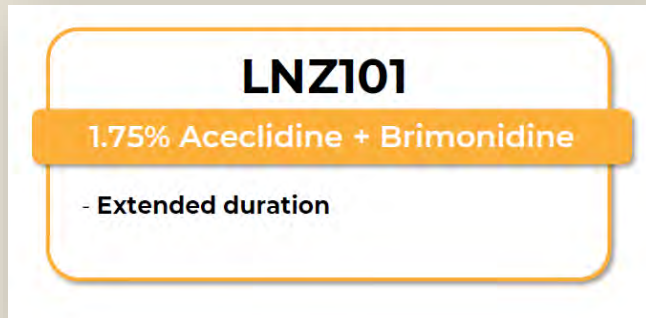 LNZ101
1.75% Aceclidine + Brimonidine
- Extended duration